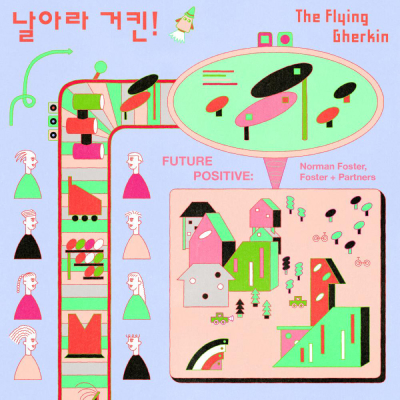 날아라 거킨!
The Flying
Gherkin
FUTURE
POSITIVE:
Norman Foster,
Foster + Partners